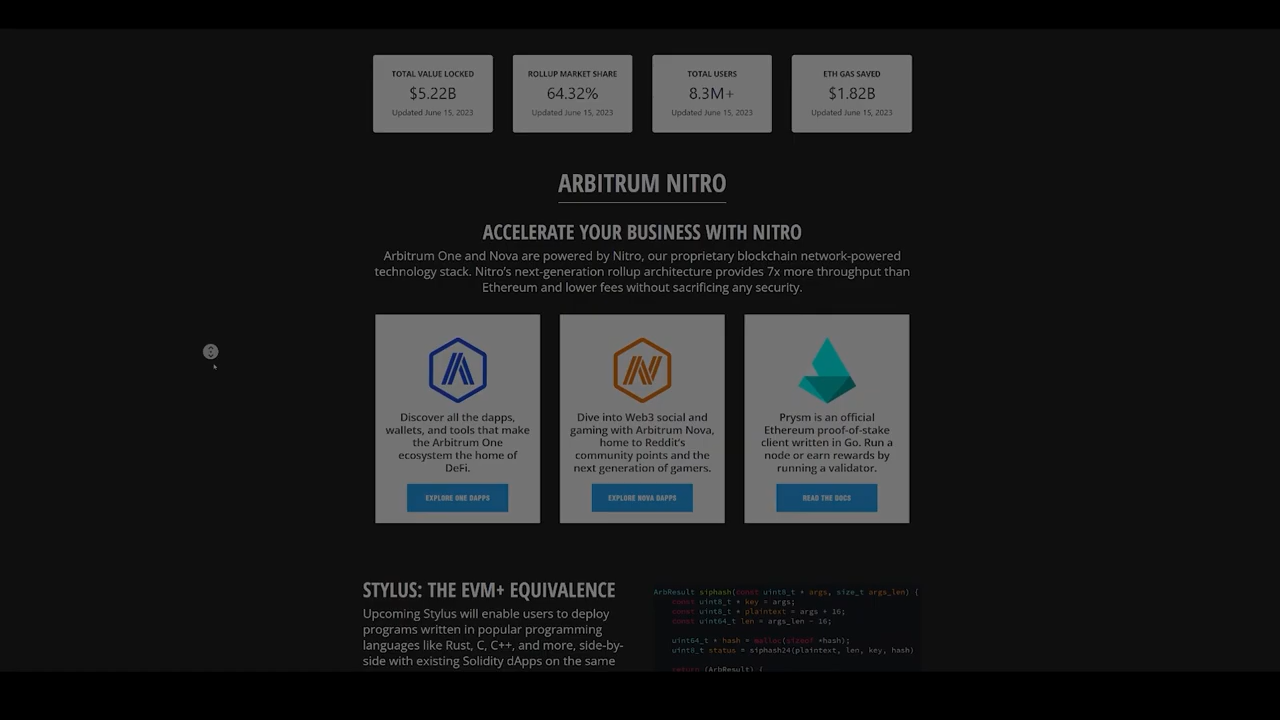 TOTAL VALUE LOCKED
$5.22B
Updated June 15, 2023
ROLLUP MARKET SHARE
64.32%
Updated June 15, 2023
TOTAL USERS
8.3M+
Updated June 15, 2023
ETH GAS SAVED
$1.82B
Updated June 15, 2023
ARBITRUM NITRO
ACCELERATE YOUR BUSINESS WITH NITRO
Arbitrum One and Nova are powered by Nitro, our proprietary blockchain network-powered
technology stack. Nitro's next-generation rollup architecture provides 7x more throughput than
Ethereum and lower fees without sacrificing any security.
Discover all the dapps,
wallets, and tools that make
the Arbitrum One
ecosystem the home of
DeFi.
EXPLORE ONE DAPPS
Dive into Web3 social and
gaming with Arbitrum Nova,
home to Reddit's
community points and the
next generation of gamers.
EXPLORE NOVA DAPPS
Prysm is an official
Ethereum proof-of-stake
client written in Go. Run a
node or earn rewards by
running a validator.
READ THE DOCS
STYLUS: THE EVM+ EQUIVALENCE
Upcoming Stylus will enable users to deploy
programs written in popular programming
languages like Rust, C, C++, and more, side-by-
side with existing Solidity dApps on the same
ArbResult siphash(const uint8_t * args, size_t args_len) {
const uint8_t * key = args;
const uint8_t * plaintext = args + 16;
const uint64_t len = args_len - 16;
uint64_t * hash = malloc(sizeof *hash);
uint8_t status = siphash24(plaintext, len, key, hash)
return (ArbResult) {